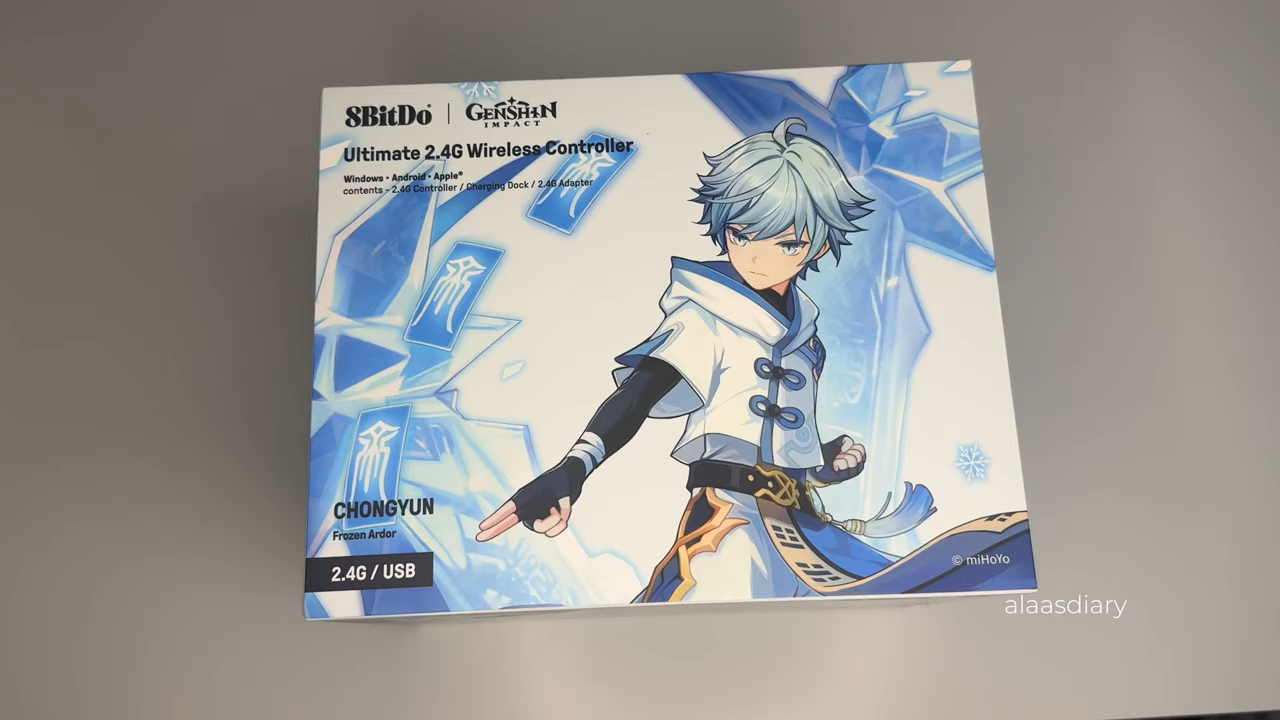 8BitDo | GENSHIN IMPACT
Ultimate 2.4G Wireless Controller
Windows • Android • Apple®
contents - 2.4G Controller / Charging Dock / 2.4G Adapter
CHONGYUN
Frozen Ardor
2.4G / USB
© miHoYo
alaasdiary